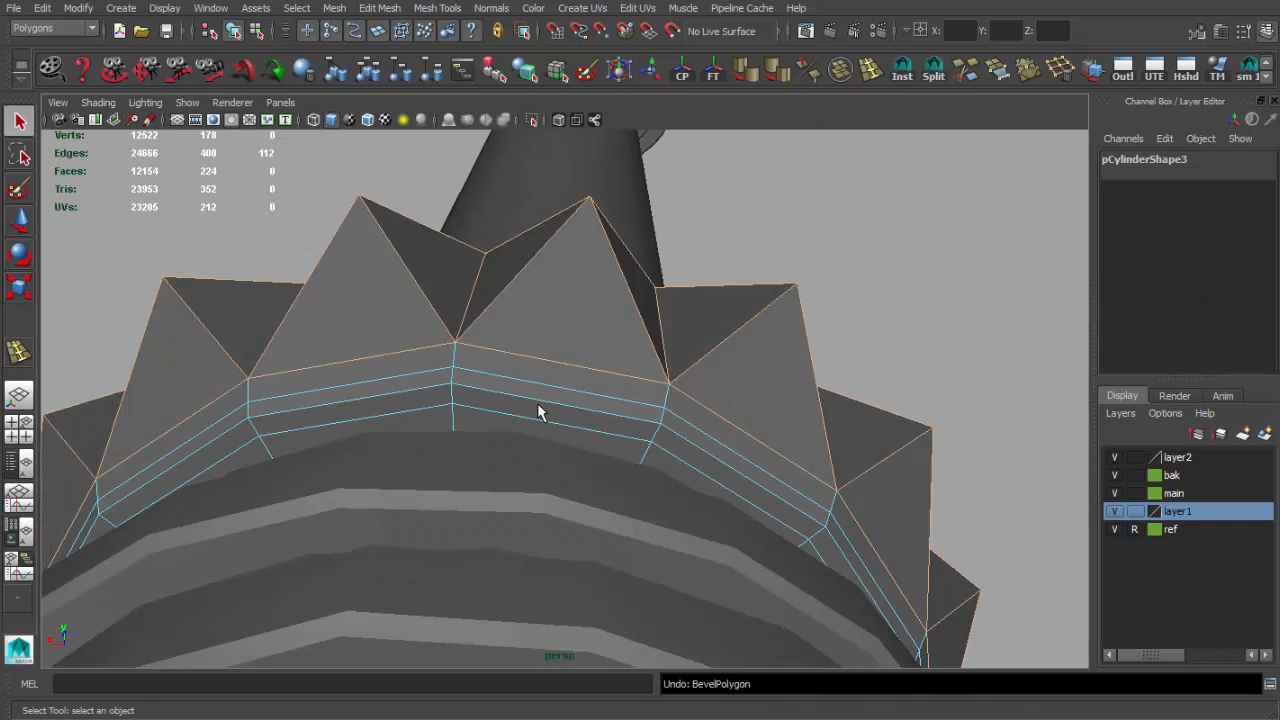 File Edit Modify Create Display Window Assets Select Mesh Edit Mesh Mesh Tools Normals Color Create UVs Edit UVs Muscle Pipeline Cache Help
Polygons No Live Surface X: Y: Z:
CP FT Inst Split Outl UTE Hshd TM sm 1
View Shading Lighting Show Renderer Panels
Channel Box / Layer Editor
Channels Edit Object Show
pCylinderShape3
Verts: 12522 178 0
Edges: 24666 400 112
Faces: 12154 224 0
Tris: 23953 352 0
UVs: 23205 212 0
Display Render Anim
Layers Options Help
V layer2
V bak
V main
V layer1
V R ref
y
x
persp
MAYA
MEL Undo: BevelPolygon
Select Tool: select an object